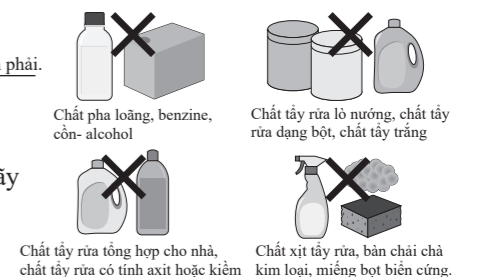 phải.
Chất pha loãng, benzine,
cồn- alcohol
Chất tẩy rửa lò nướng, chất tẩy
rửa dạng bột, chất tẩy trắng
Chất tẩy rửa tổng hợp cho nhà,
chất tẩy rửa có tính axit hoặc kiềm
Chất xịt tẩy rửa, bàn chải chà
kim loại, miếng bọt biển cứng.